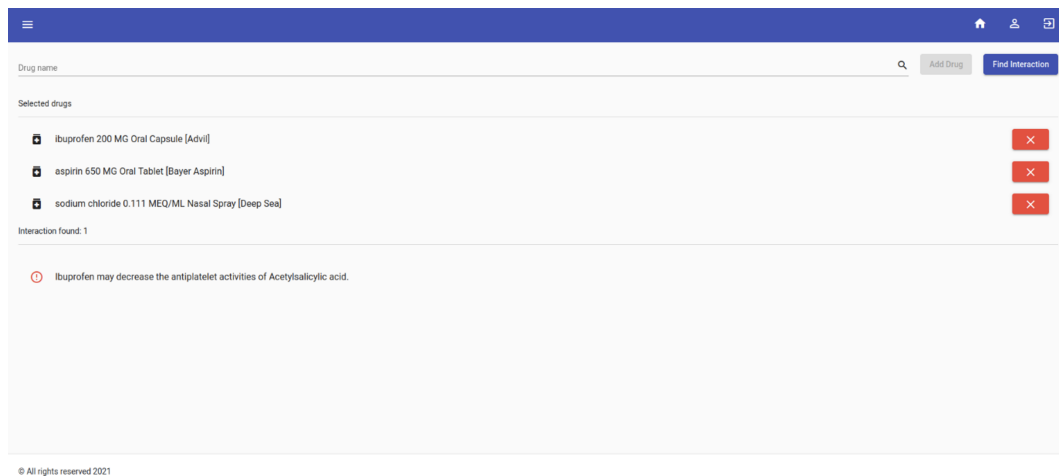 Drug name
Add Drug
Find Interaction
Selected drugs
ibuprofen 200 MG Oral Capsule [Advil]
aspirin 650 MG Oral Tablet [Bayer Aspirin]
sodium chloride 0.111 MEQ/ML Nasal Spray [Deep Sea]
Interaction found: 1
Ibuprofen may decrease the antiplatelet activities of Acetylsalicylic acid.
© All rights reserved 2021